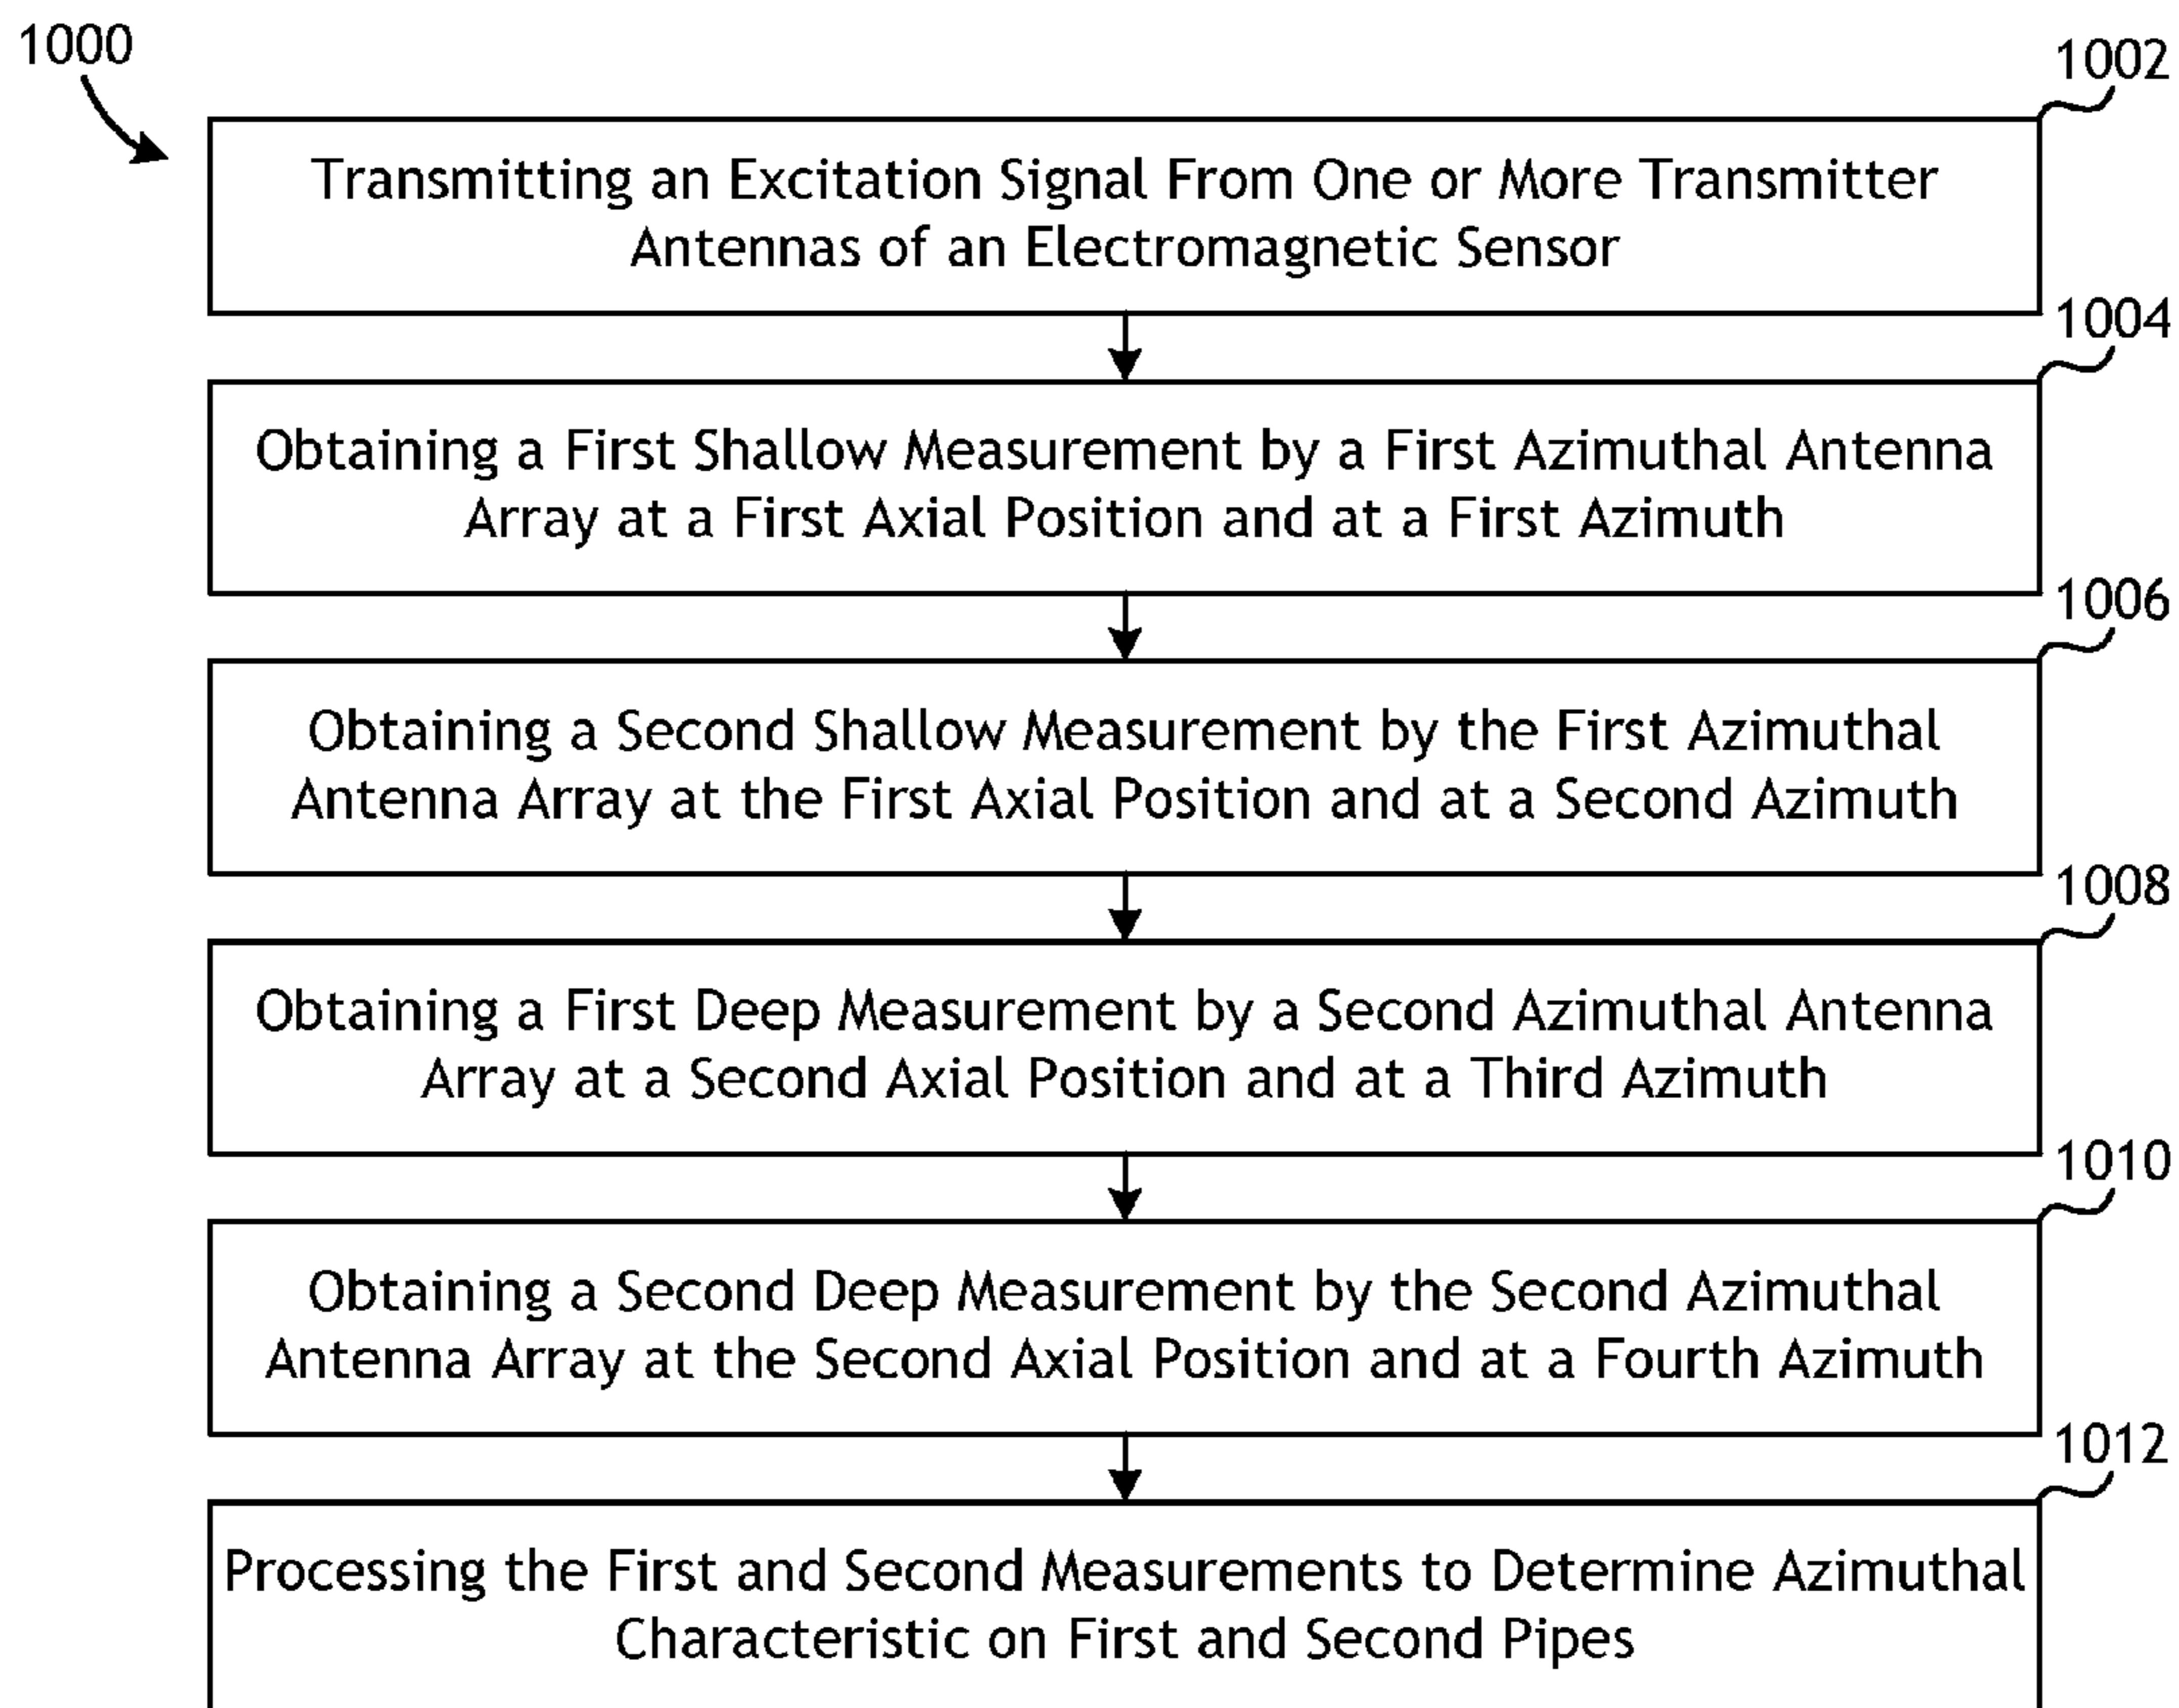 1000
1002
Transmitting an Excitation Signal From One or More Transmitter
Antennas of an Electromagnetic Sensor
1004
Obtaining a First Shallow Measurement by a First Azimuthal Antenna
Array at a First Axial Position and at a First Azimuth
1006
Obtaining a Second Shallow Measurement by the First Azimuthal
Antenna Array at the First Axial Position and at a Second Azimuth
1008
Obtaining a First Deep Measurement by a Second Azimuthal Antenna
Array at a Second Axial Position and at a Third Azimuth
1010
Obtaining a Second Deep Measurement by the Second Azimuthal
Antenna Array at the Second Axial Position and at a Fourth Azimuth
1012
Processing the First and Second Measurements to Determine Azimuthal
Characteristic on First and Second Pipes